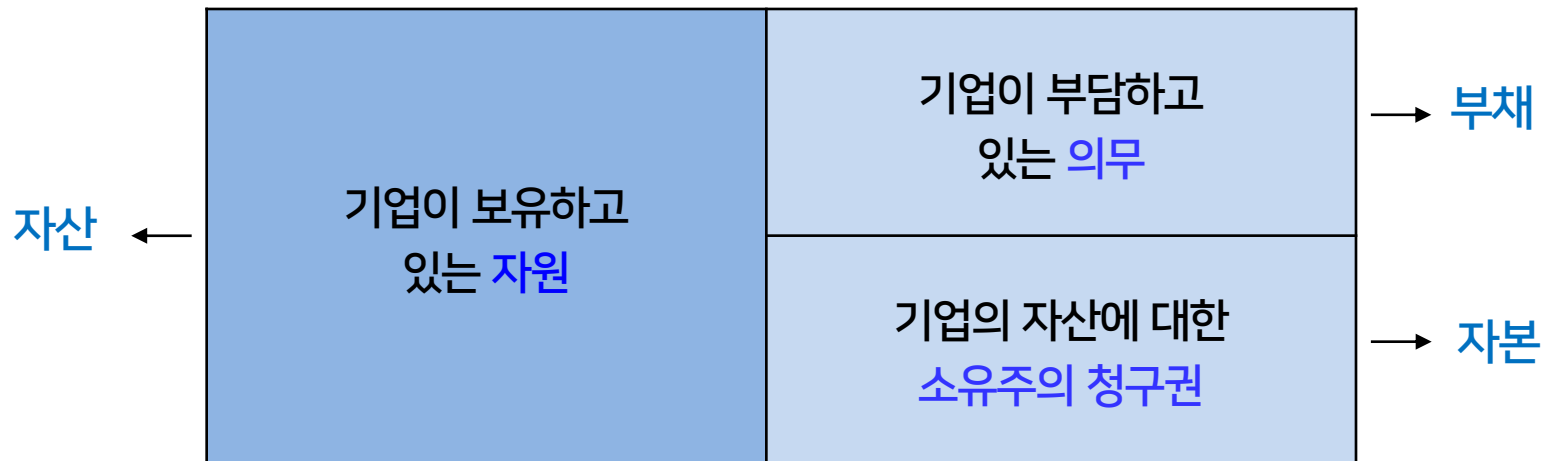 자산
기업이 보유하고
있는 자원
기업이 부담하고
있는 의무
부채
기업의 자산에 대한
소유주의 청구권
자본